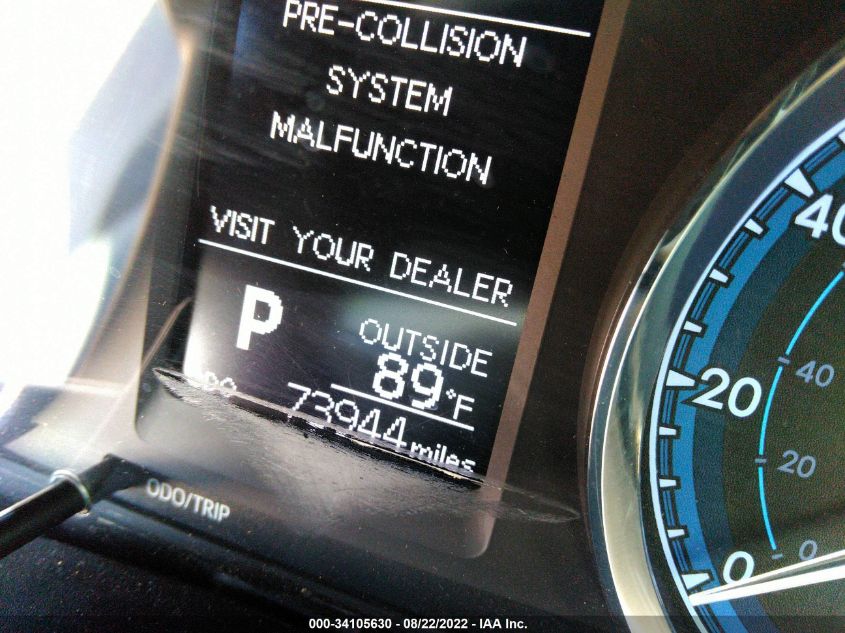 PRE-COLLISION
SYSTEM
MALFUNCTION
VISIT YOUR DEALER
P
OUTSIDE
89°F
ODO 73944 miles
ODO/TRIP
40
20
0
40
20
0
000-34105630 - 08/22/2022 - IAA Inc.